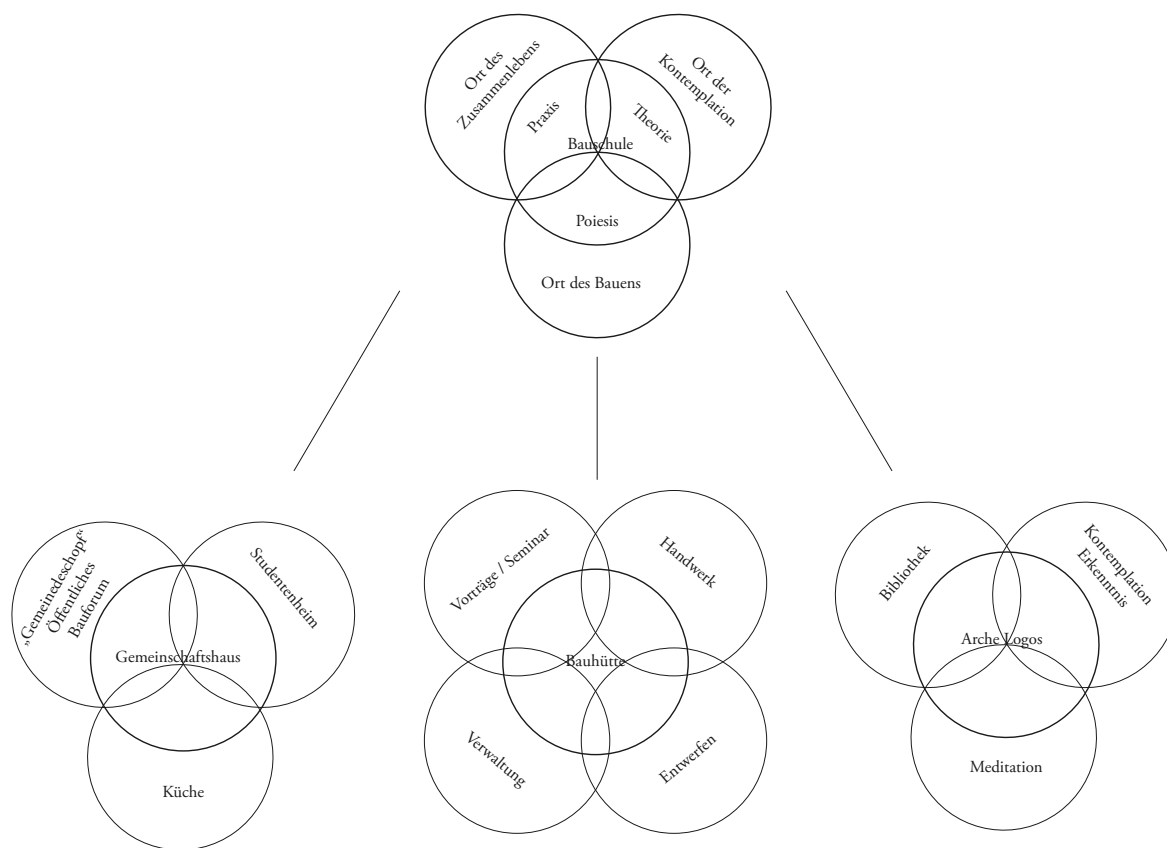 Ort des
Zusammenlebens
Ort der
Kontemplation
Praxis
Theorie
Bauschule
Poiesis
Ort des Bauens
„Gemeinedeschopf“
Öffentliches
Bauforum
Studentenheim
Gemeinschaftshaus
Küche
Vorträge / Seminar
Handwerk
Bauhütte
Verwaltung
Entwerfen
Bibliothek
Kontemplation
Erkenntnis
Arche Logos
Meditation